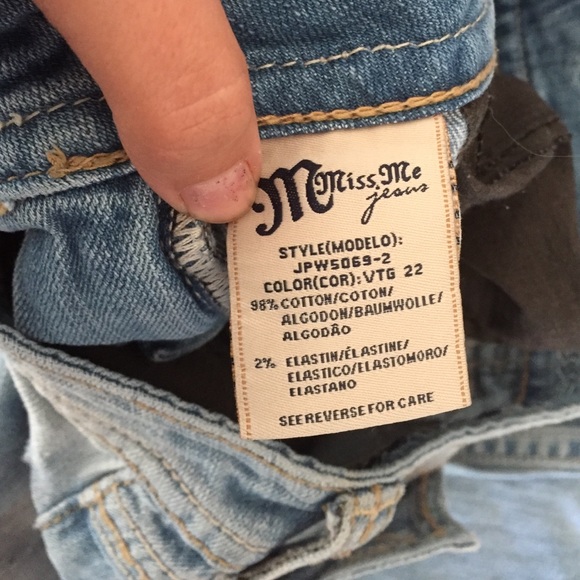 M Miss Me
jeans
STYLE(MODELO):
JPW5069-2
COLOR(COR):VTG 22
98% COTTON/COTON/
ALGODON/BAUMWOLLE/
ALGODÂO
2% ELASTIN/ÉLASTINE/
ELASTICO/ELASTOMORO/
ELASTANO
SEE REVERSE FOR CARE